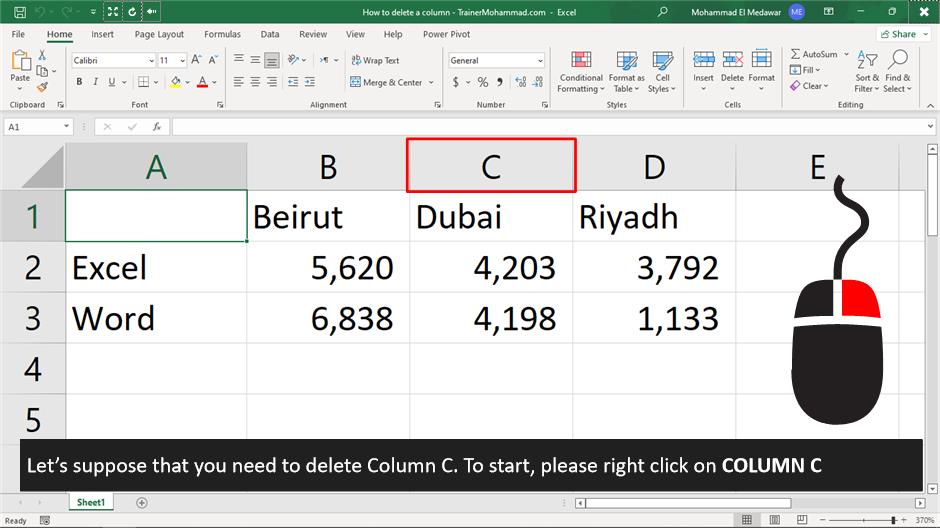 How to delete a column - TrainerMohammad.com - Excel
Mohammad El Medawar
ME
File Home Insert Page Layout Formulas Data Review View Help Power Pivot
Share
Paste
Clipboard
Calibri 11
B I U
Font
Wrap Text
Merge & Center
Alignment
General
$ % 9
Number
Conditional Formatting
Format as Table
Cell Styles
Styles
Insert
Delete
Format
Cells
AutoSum
Fill
Clear
Sort & Filter
Find & Select
Editing
A1
fx
A B C D E
1 Beirut Dubai Riyadh
2 Excel 5,620 4,203 3,792
3 Word 6,838 4,198 1,133
4
5
Let's suppose that you need to delete Column C. To start, please right click on COLUMN C
Sheet1
Ready
370%